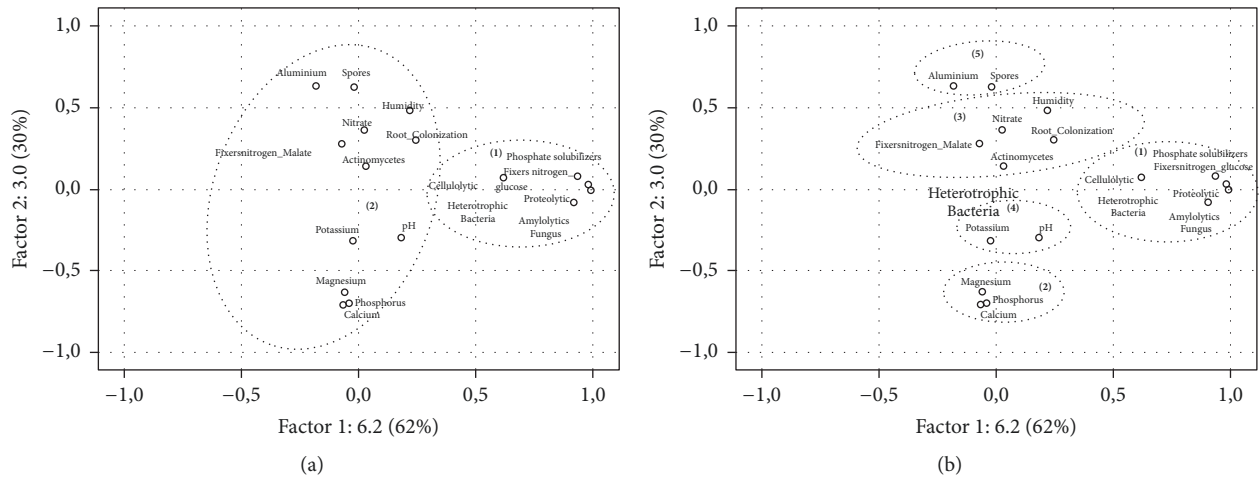 1,0
0,5
0,0
−0,5
−1,0
Factor 2: 3.0 (30%)
Aluminium
Spores
Humidity
Nitrate
Root_Colonization
Fixersnitrogen_Malate
Actinomycetes
(1)
Phosphate solubilizers
Fixers nitrogen_
glucose
Cellulolytic
Proteolytic
Heterotrophic
Bacteria
Amylolytics
Fungus
(2)
Potassium
pH
Magnesium
Phosphorus
Calcium
−1,0
−0,5
0,0
0,5
1,0
Factor 1: 6.2 (62%)
(a)
1,0
0,5
0,0
−0,5
−1,0
Factor 2: 3.0 (30%)
(5)
Aluminium
Spores
Humidity
(3)
Nitrate
Root_Colonization
Fixersnitrogen_Malate
Actinomycetes
(1)
Phosphate solubilizers
Fixersnitrogen_glucose
Cellulolytic
Proteolytic
Heterotrophic
Bacteria
Amylolytics
Fungus
Heterotrophic
Bacteria
(4)
Potassium
pH
Magnesium
(2)
Phosphorus
Calcium
−1,0
−0,5
0,0
0,5
1,0
Factor 1: 6.2 (62%)
(b)